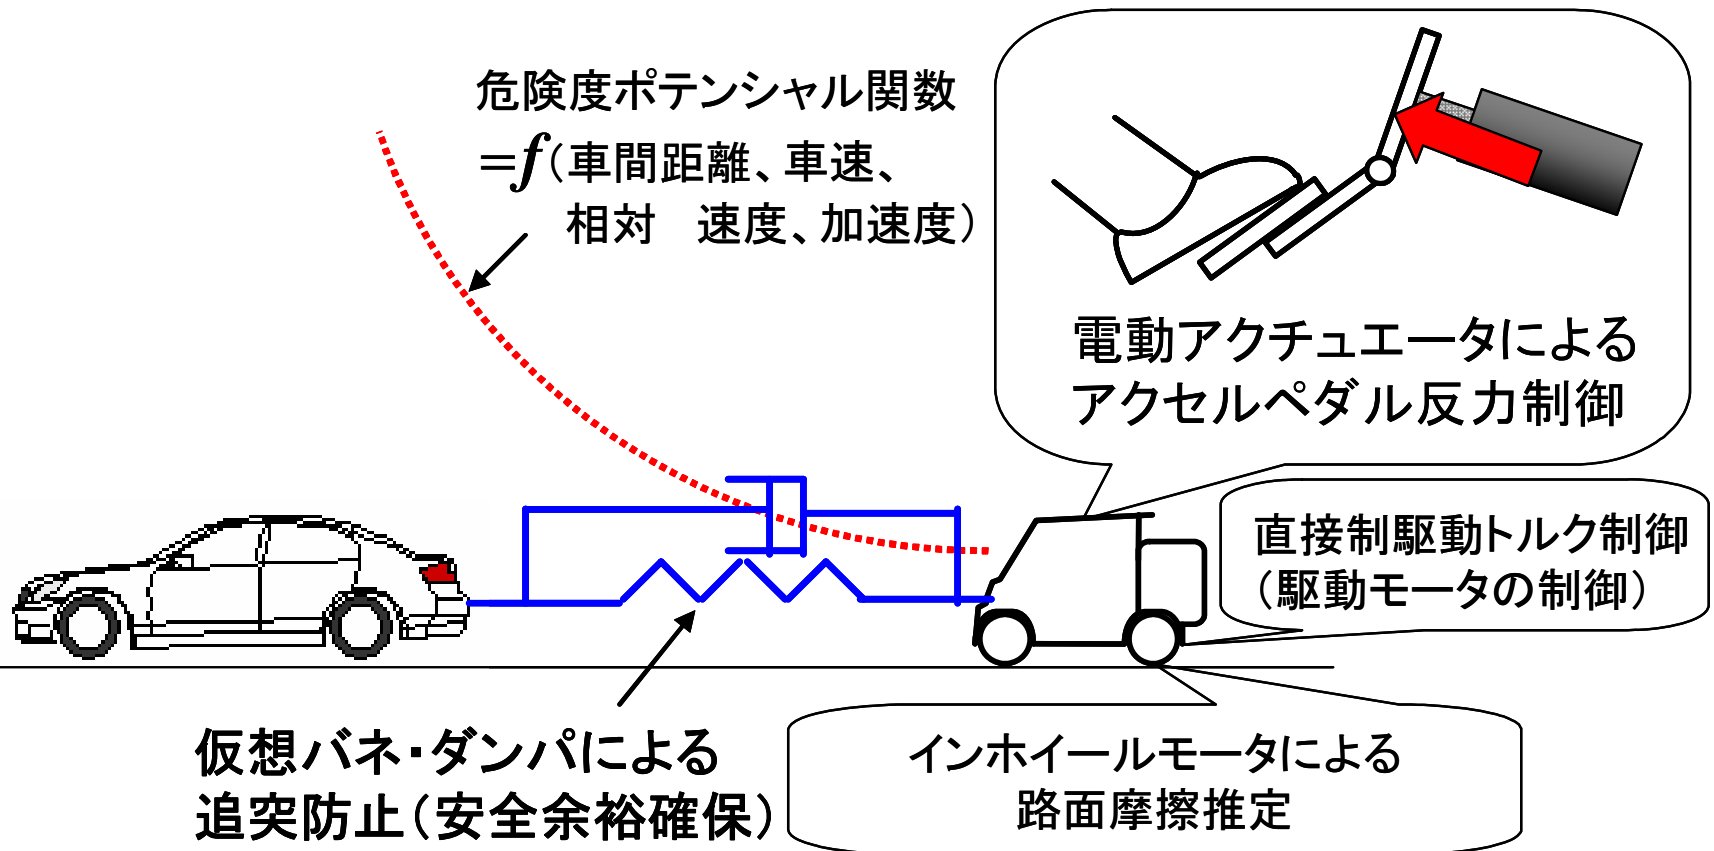 危険度ポテンシャル関数
=f(車間距離、車速、
相対　速度、加速度)
電動アクチュエータによる
アクセルペダル反力制御
直接制駆動トルク制御
(駆動モータの制御)
仮想バネ・ダンパによる
追突防止(安全余裕確保)
インホイールモータによる
路面摩擦推定